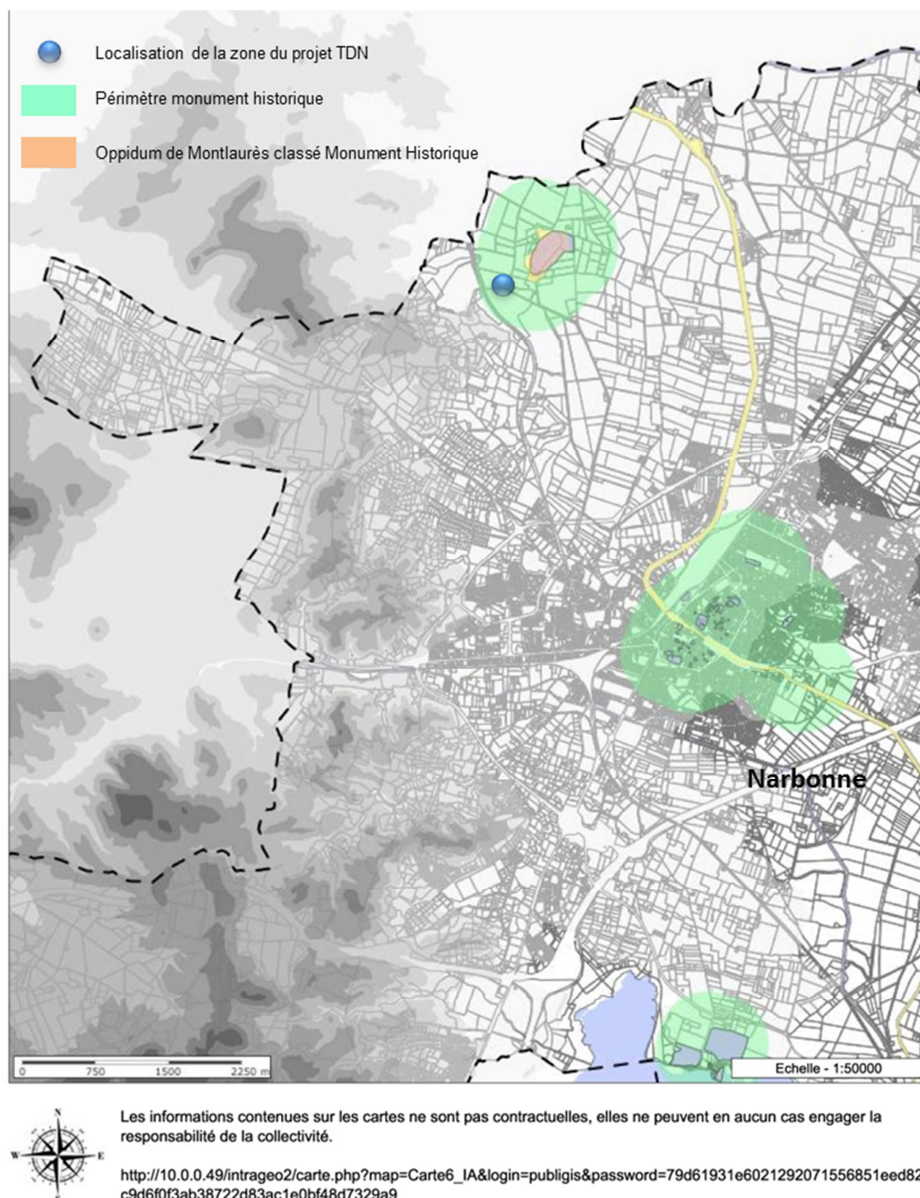 Localisation de la zone du projet TDN
Périmètre monument historique
Oppidum de Montlaurès classé Monument Historique
Narbonne
0 750 1500 2250 m
Echelle - 1:50000
N
W E
S
Les informations contenues sur les cartes ne sont pas contractuelles, elles ne peuvent en aucun cas engager la
responsabilité de la collectivité.
http://10.0.0.49/intrageo2/carte.php?map=Carte6_IA&login=publigis&password=79d61931e6021292071556851eed82
c9d6f0f3ab38722d83ac1e0bf48d7329a9